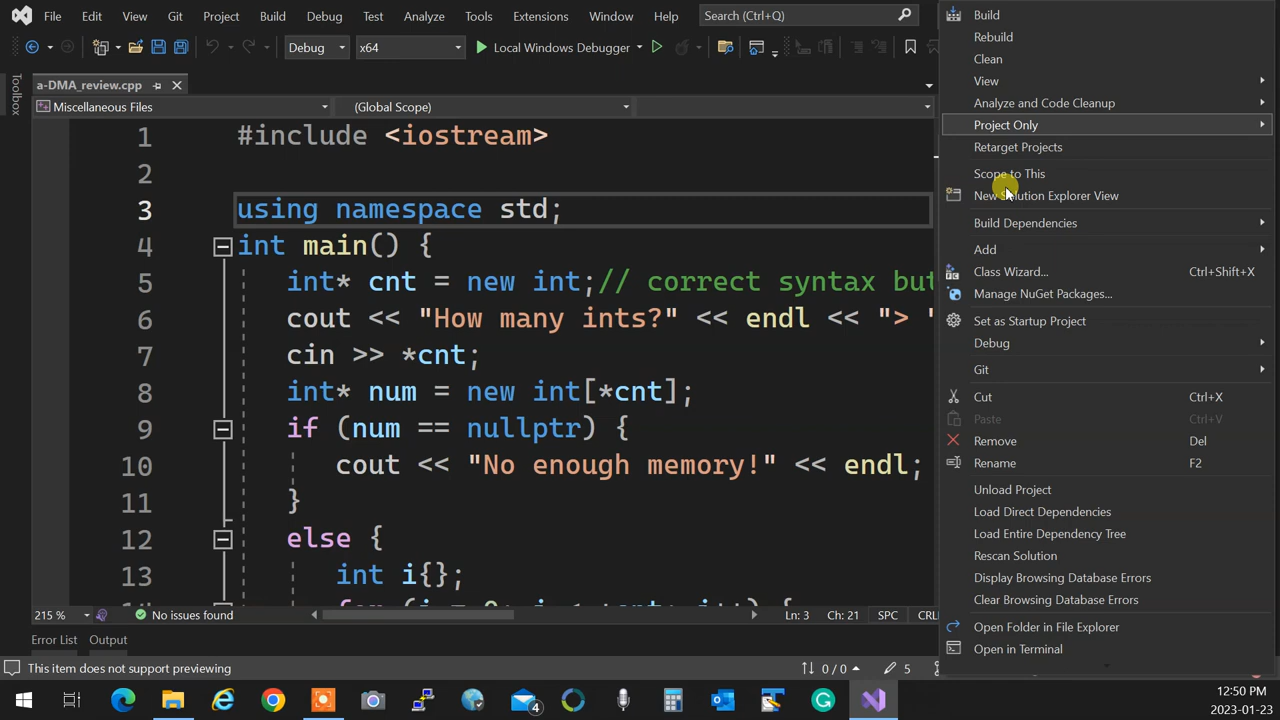 File Edit View Git Project Build Debug Test Analyze Tools Extensions Window Help Search (Ctrl+Q)
Debug x64 Local Windows Debugger
Toolbox
a-DMA_review.cpp
Miscellaneous Files (Global Scope)
1 #include <iostream>
2
3 using namespace std;
4 int main() {
5 int* cnt = new int;// correct syntax but
6 cout << "How many ints?" << endl << "> "
7 cin >> *cnt;
8 int* num = new int[*cnt];
9 if (num == nullptr) {
10 cout << "No enough memory!" << endl;
11 }
12 else {
13 int i{};
215 % No issues found Ln: 3 Ch: 21 SPC CRL
Error List Output
This item does not support previewing 0 / 0 5
Build
Rebuild
Clean
View
Analyze and Code Cleanup
Project Only
Retarget Projects
Scope to This
New Solution Explorer View
Build Dependencies
Add
Class Wizard... Ctrl+Shift+X
Manage NuGet Packages...
Set as Startup Project
Debug
Git
Cut Ctrl+X
Paste Ctrl+V
Remove Del
Rename F2
Unload Project
Load Direct Dependencies
Load Entire Dependency Tree
Rescan Solution
Display Browsing Database Errors
Clear Browsing Database Errors
Open Folder in File Explorer
Open in Terminal
4
12:50 PM
2023-01-23